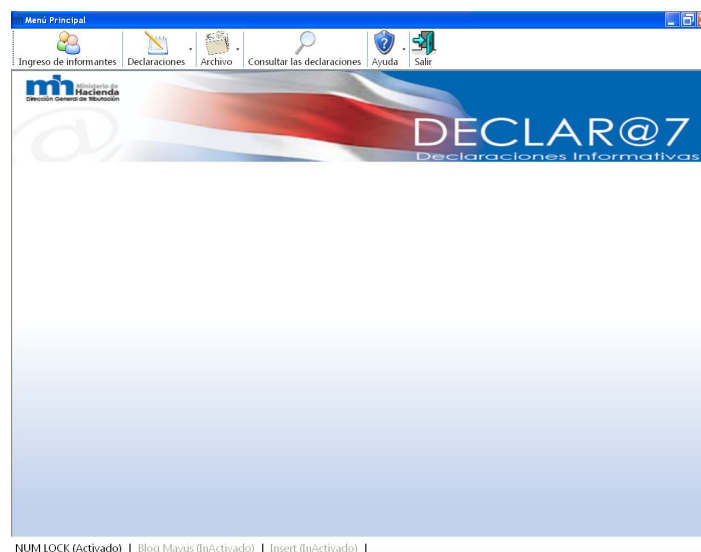 Menú Principal
Ingreso de informantes Declaraciones Archivo Consultar las declaraciones Ayuda Salir
mh Ministerio de Hacienda
Dirección General de Tributación
DECLAR@7
Declaraciones Informativas
NUM LOCK (Activado) | Bloq Mayús (InActivado) | Insert (InActivado) |